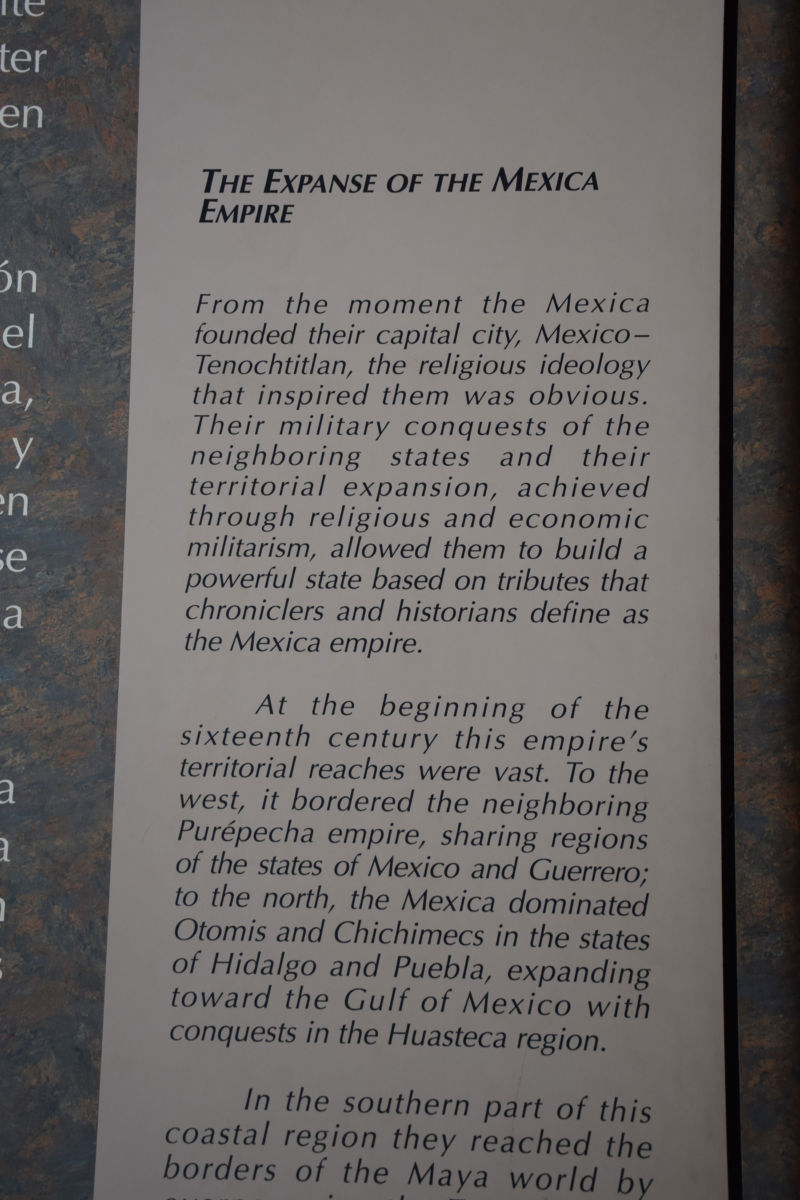 ter
en
ón
el
a,
y
en
se
a
a
a
THE EXPANSE OF THE MEXICA
EMPIRE
From the moment the Mexica
founded their capital city, Mexico–
Tenochtitlan, the religious ideology
that inspired them was obvious.
Their military conquests of the
neighboring states and their
territorial expansion, achieved
through religious and economic
militarism, allowed them to build a
powerful state based on tributes that
chroniclers and historians define as
the Mexica empire.
At the beginning of the
sixteenth century this empire's
territorial reaches were vast. To the
west, it bordered the neighboring
Purépecha empire, sharing regions
of the states of Mexico and Guerrero;
to the north, the Mexica dominated
Otomis and Chichimecs in the states
of Hidalgo and Puebla, expanding
toward the Gulf of Mexico with
conquests in the Huasteca region.
In the southern part of this
coastal region they reached the
borders of the Maya world by